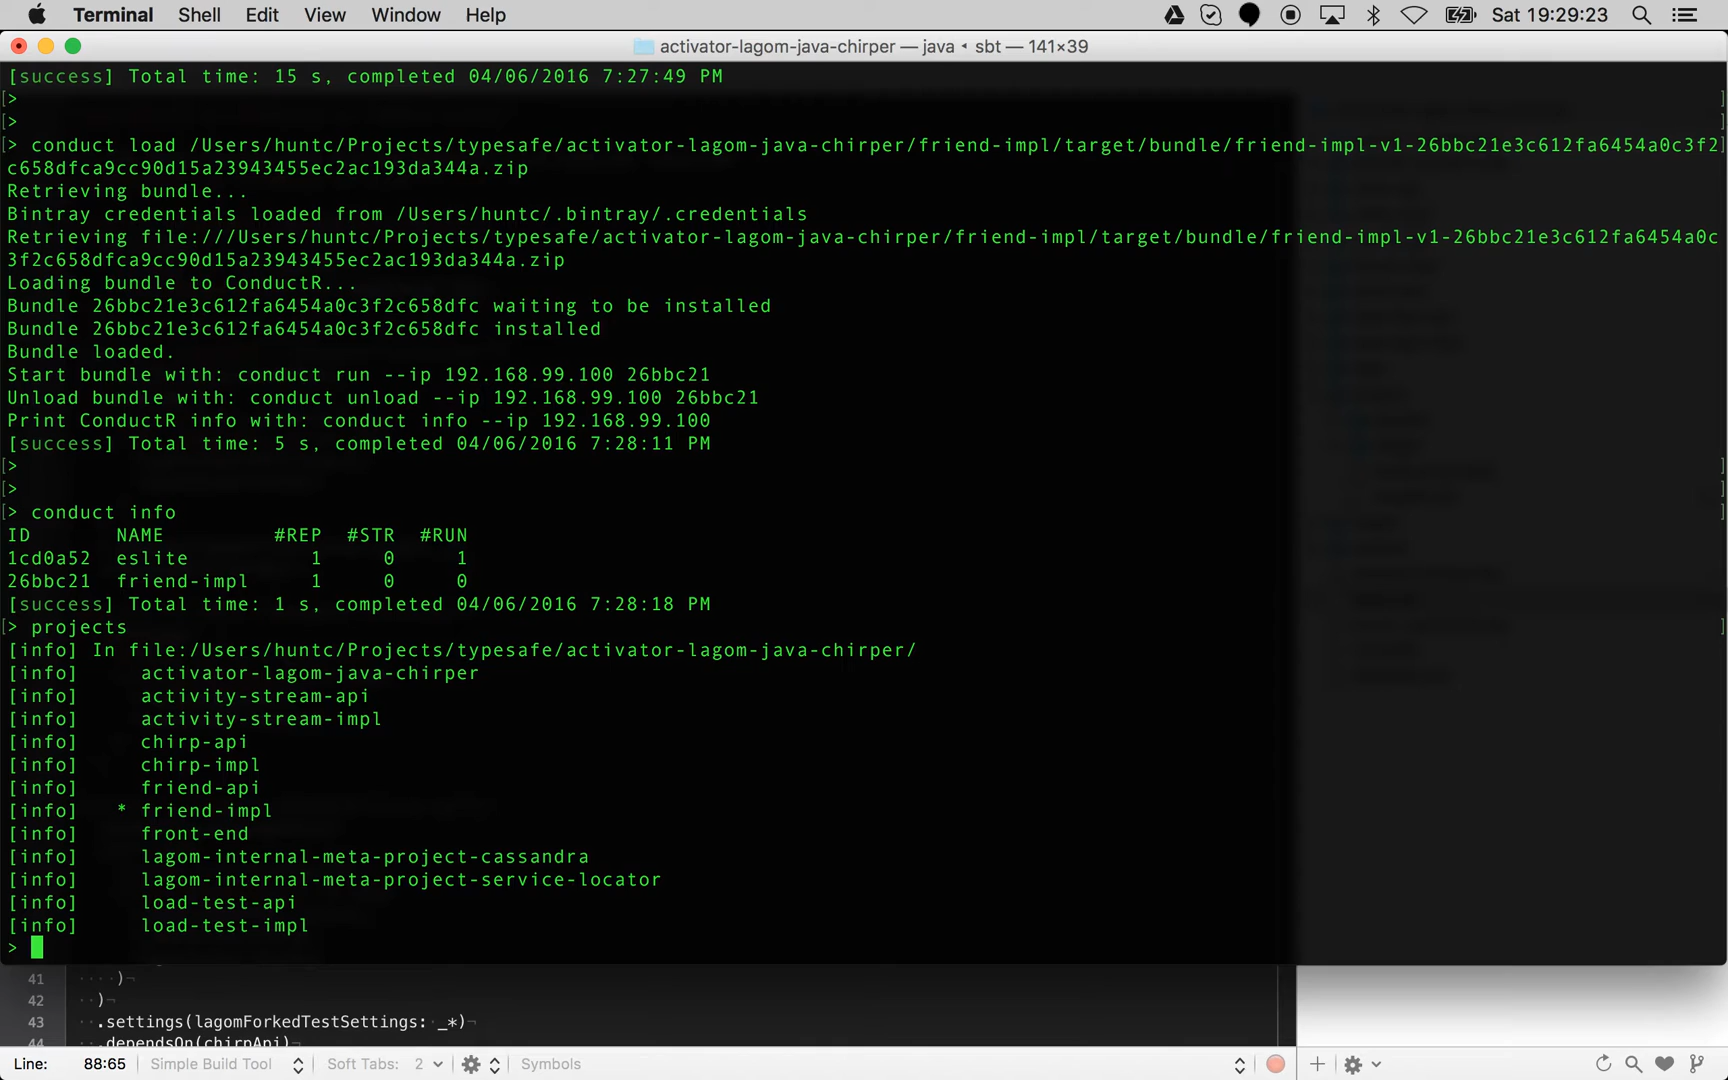 Terminal Shell Edit View Window Help Sat 19:29:23
activator-lagom-java-chirper — java ◂ sbt — 141×39
[success] Total time: 15 s, completed 04/06/2016 7:27:49 PM
[>
[>
[> conduct load /Users/huntc/Projects/typesafe/activator-lagom-java-chirper/friend-impl/target/bundle/friend-impl-v1-26bbc21e3c612fa6454a0c3f2
c658dfca9cc90d15a23943455ec2ac193da344a.zip
Retrieving bundle...
Bintray credentials loaded from /Users/huntc/.bintray/.credentials
Retrieving file:///Users/huntc/Projects/typesafe/activator-lagom-java-chirper/friend-impl/target/bundle/friend-impl-v1-26bbc21e3c612fa6454a0c
3f2c658dfca9cc90d15a23943455ec2ac193da344a.zip
Loading bundle to ConductR...
Bundle 26bbc21e3c612fa6454a0c3f2c658dfc waiting to be installed
Bundle 26bbc21e3c612fa6454a0c3f2c658dfc installed
Bundle loaded.
Start bundle with: conduct run --ip 192.168.99.100 26bbc21
Unload bundle with: conduct unload --ip 192.168.99.100 26bbc21
Print ConductR info with: conduct info --ip 192.168.99.100
[success] Total time: 5 s, completed 04/06/2016 7:28:11 PM
[>
[>
[> conduct info
ID NAME #REP #STR #RUN
1cd0a52 eslite 1 0 1
26bbc21 friend-impl 1 0 0
[success] Total time: 1 s, completed 04/06/2016 7:28:18 PM
[> projects
[info] In file:/Users/huntc/Projects/typesafe/activator-lagom-java-chirper/
[info] activator-lagom-java-chirper
[info] activity-stream-api
[info] activity-stream-impl
[info] chirp-api
[info] chirp-impl
[info] friend-api
[info] * friend-impl
[info] front-end
[info] lagom-internal-meta-project-cassandra
[info] lagom-internal-meta-project-service-locator
[info] load-test-api
[info] load-test-impl
>
41 ····)¬
42 ··)¬
43 ··.settings(lagomForkedTestSettings:·_*)¬
44 ··.dependsOn(chirpApi)¬
Line: 88:65 Simple Build Tool Soft Tabs: 2 Symbols